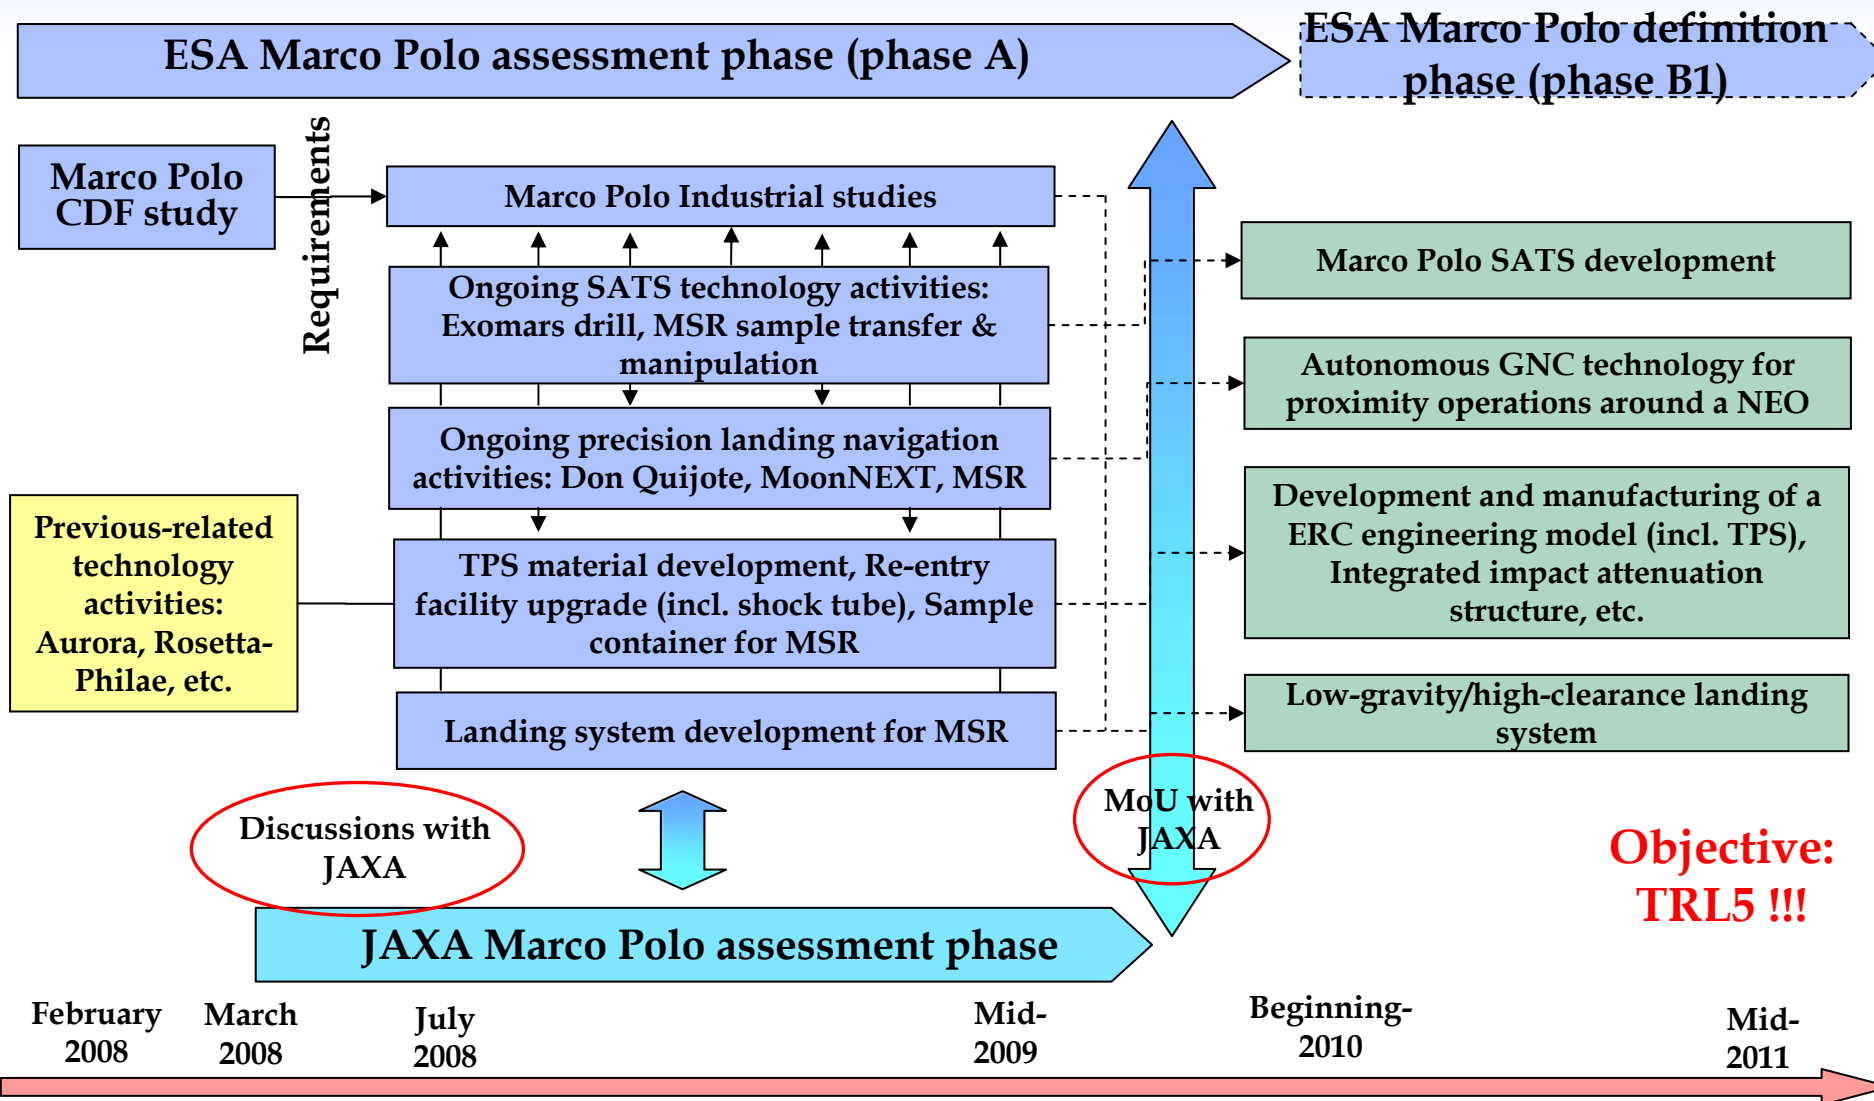 ESA Marco Polo assessment phase (phase A)
ESA Marco Polo definition
phase (phase B1)
Marco Polo
CDF study
Requirements
Marco Polo Industrial studies
Ongoing SATS technology activities:
Exomars drill, MSR sample transfer &
manipulation
Ongoing precision landing navigation
activities: Don Quijote, MoonNEXT, MSR
Previous-related
technology
activities:
Aurora, Rosetta-
Philae, etc.
TPS material development, Re-entry
facility upgrade (incl. shock tube), Sample
container for MSR
Landing system development for MSR
Marco Polo SATS development
Autonomous GNC technology for
proximity operations around a NEO
Development and manufacturing of a
ERC engineering model (incl. TPS),
Integrated impact attenuation
structure, etc.
Low-gravity/high-clearance landing
system
Discussions with
JAXA
MoU with
JAXA
Objective:
TRL5 !!!
JAXA Marco Polo assessment phase
February
2008
March
2008
July
2008
Mid-
2009
Beginning-
2010
Mid-
2011